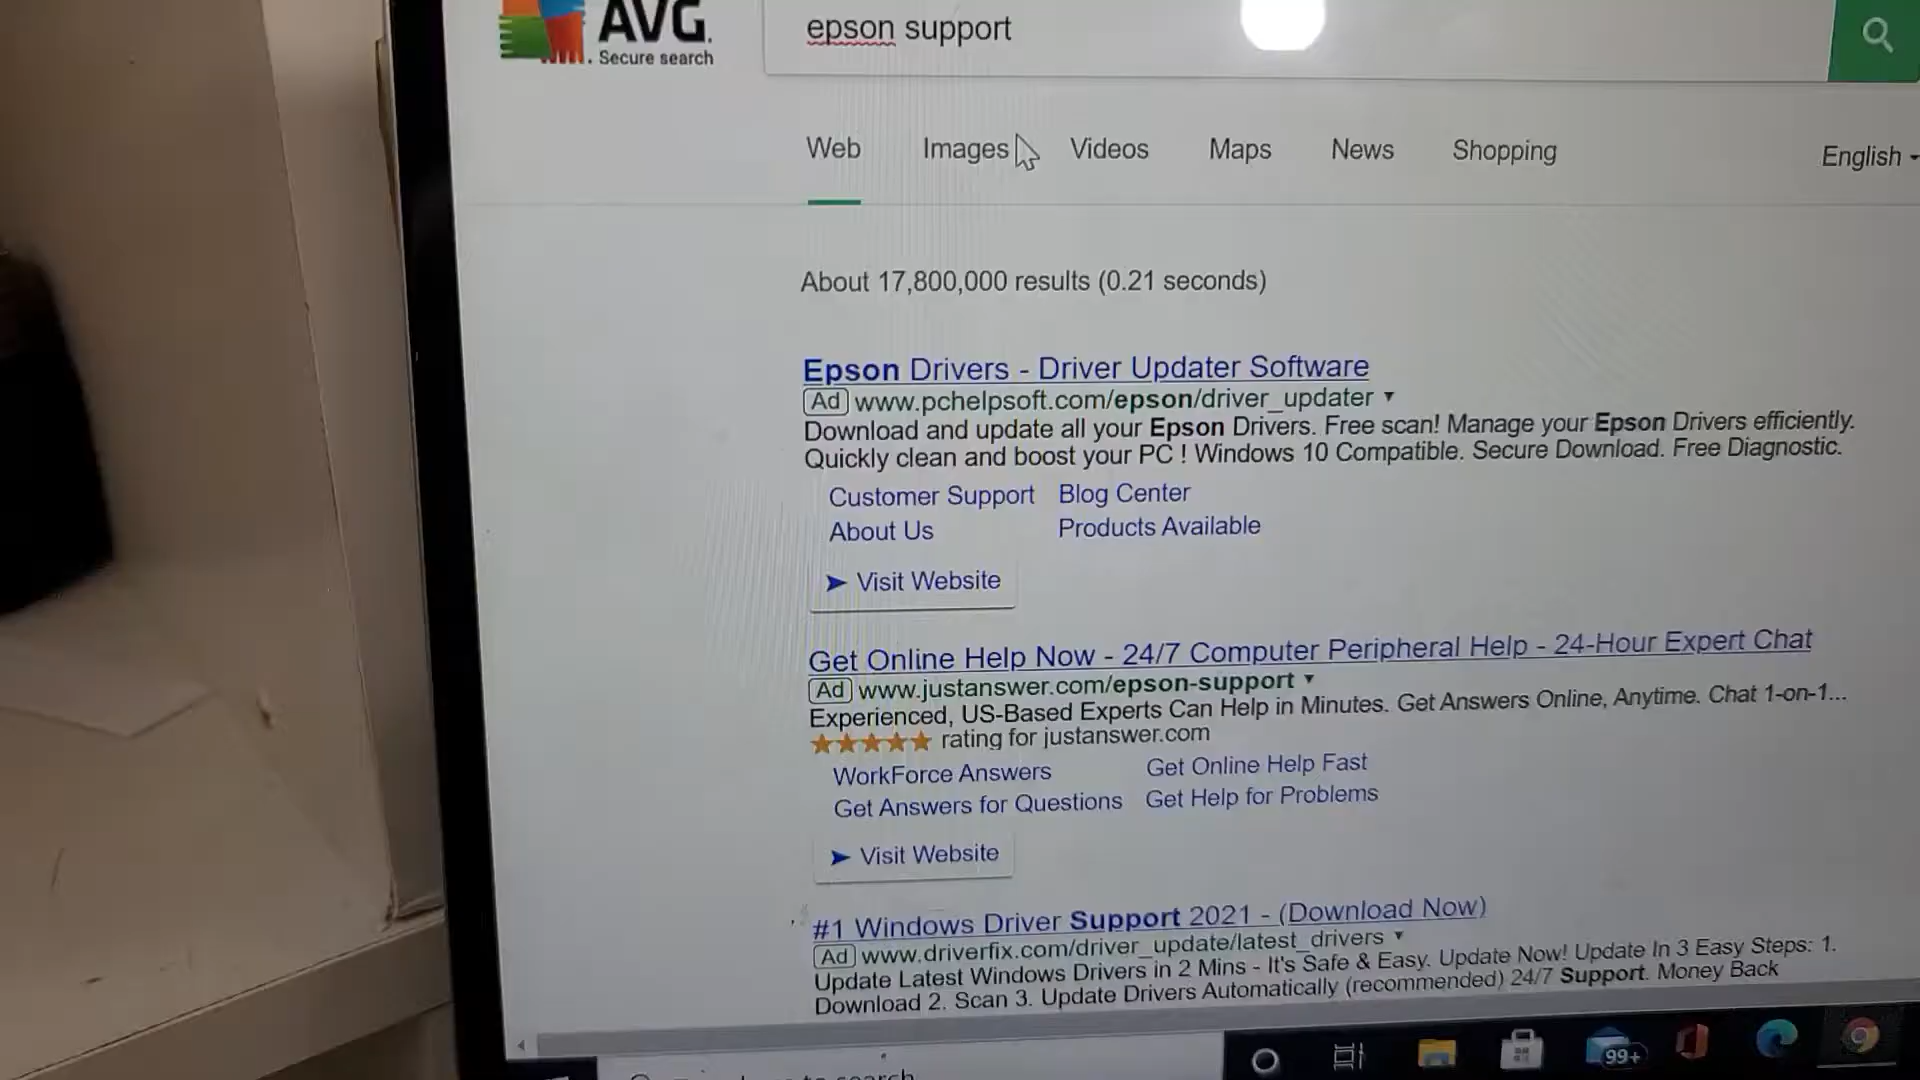 AVG.
Secure search
epson support
Web Images Videos Maps News Shopping English
About 17,800,000 results (0.21 seconds)
Epson Drivers - Driver Updater Software
Ad www.pchelpsoft.com/epson/driver_updater
Download and update all your Epson Drivers. Free scan! Manage your Epson Drivers efficiently.
Quickly clean and boost your PC ! Windows 10 Compatible. Secure Download. Free Diagnostic.
Customer Support Blog Center
About Us Products Available
Visit Website
Get Online Help Now - 24/7 Computer Peripheral Help - 24-Hour Expert Chat
Ad www.justanswer.com/epson-support
Experienced, US-Based Experts Can Help in Minutes. Get Answers Online, Anytime. Chat 1-on-1...
rating for justanswer.com
WorkForce Answers Get Online Help Fast
Get Answers for Questions Get Help for Problems
Visit Website
#1 Windows Driver Support 2021 - (Download Now)
Ad www.driverfix.com/driver_update/latest_drivers
Update Latest Windows Drivers in 2 Mins - It's Safe & Easy. Update Now! Update In 3 Easy Steps: 1.
Download 2. Scan 3. Update Drivers Automatically (recommended) 24/7 Support. Money Back
99+
search